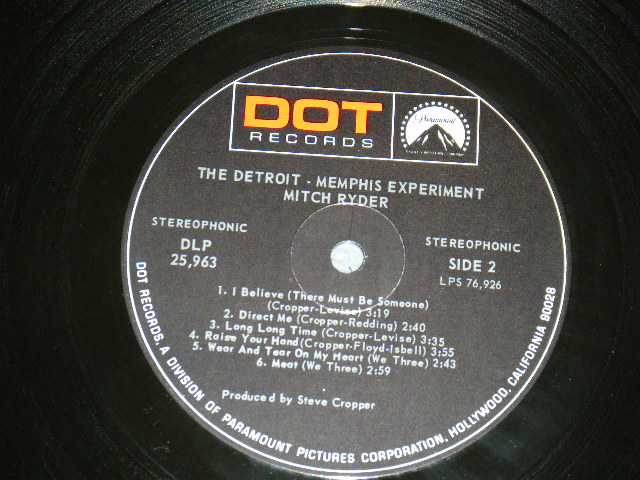 DOT
RECORDS
Paramount
THE DETROIT - MEMPHIS EXPERIMENT
MITCH RYDER
STEREOPHONIC
DLP
25,963
STEREOPHONIC
SIDE 2
LPS 76,926
1. I Believe (There Must Be Someone)
(Cropper-Levise) 3:19
2. Direct Me (Cropper-Redding) 2:40
3. Long Long Time (Cropper-Levise) 3:35
4. Raise Your Hand (Cropper-Floyd-Isbell) 3:55
5. Wear And Tear On My Heart (We Three) 2:43
6. Meat (We Three) 2:59
Produced by Steve Cropper
DOT RECORDS, A DIVISION OF PARAMOUNT PICTURES CORPORATION, HOLLYWOOD, CALIFORNIA 90028